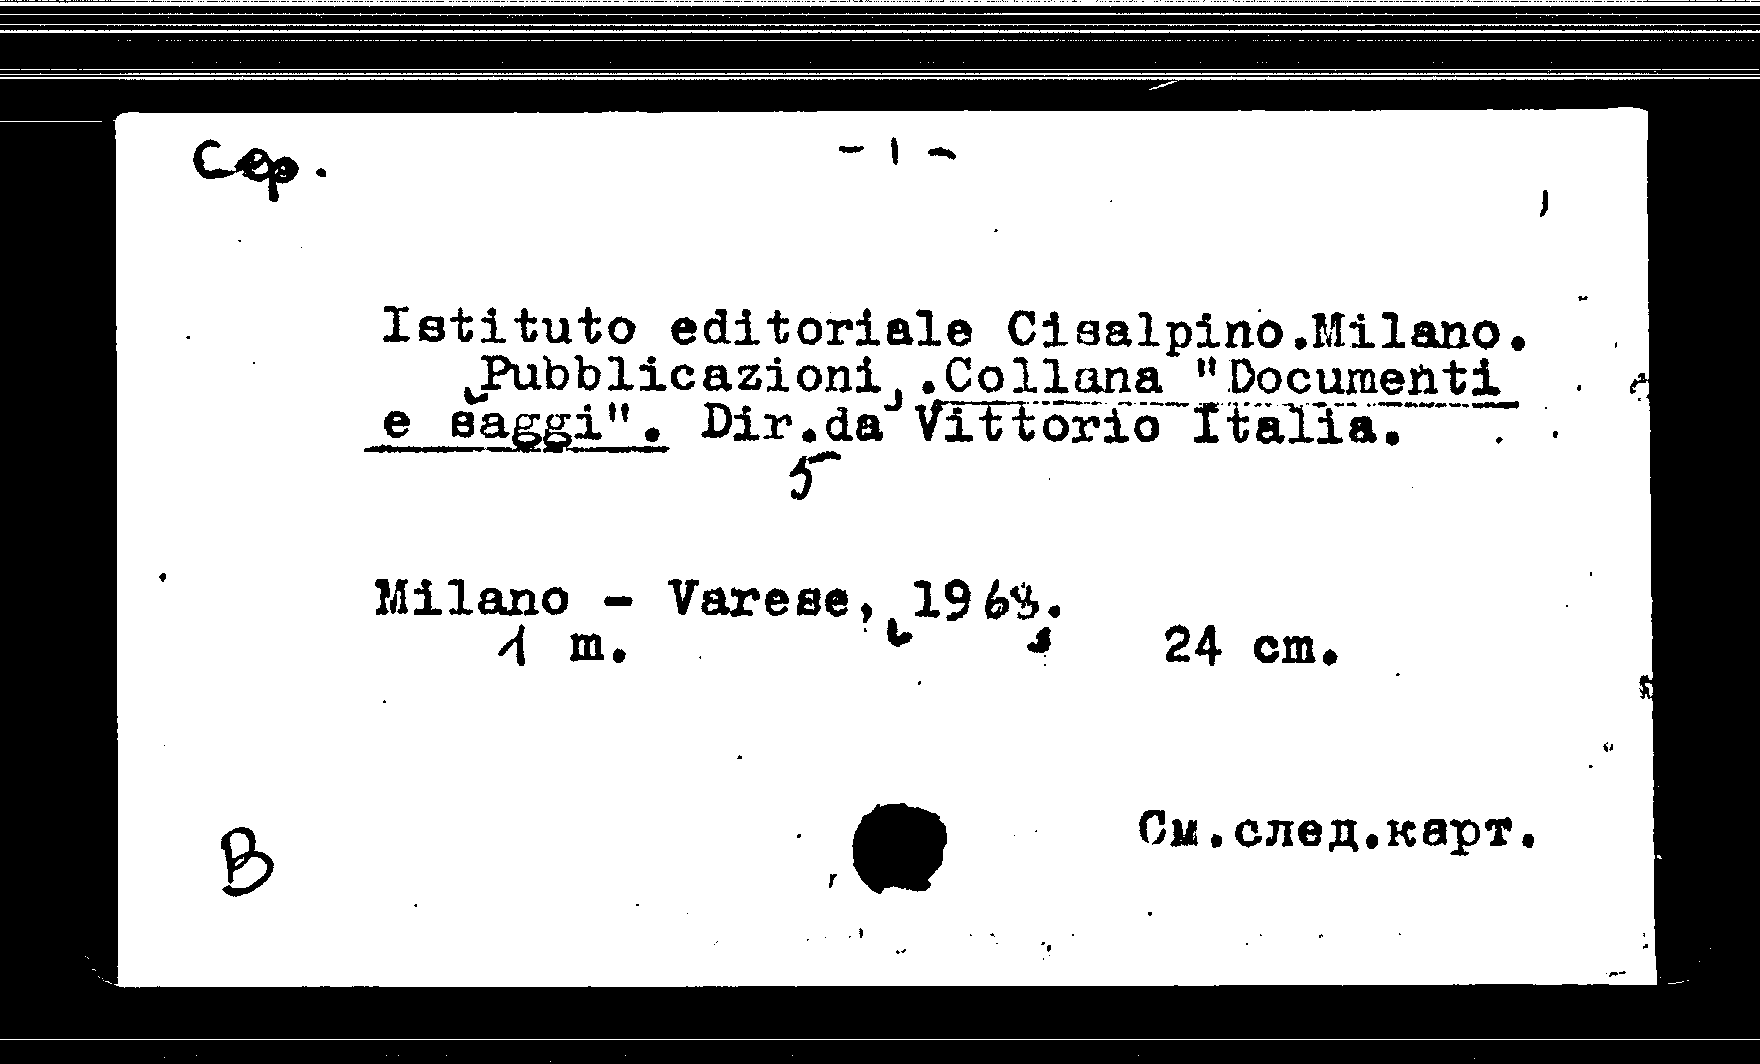 Сер.
- 1 -
Istituto editoriale Cisalpino.Milano.
Pubblicazioni,.Collana "Documenti
e saggi". Dir.da Vittorio Italia.
5
Milano - Varese, 1968.
1 m. 24 cm.
В
См.след.карт.